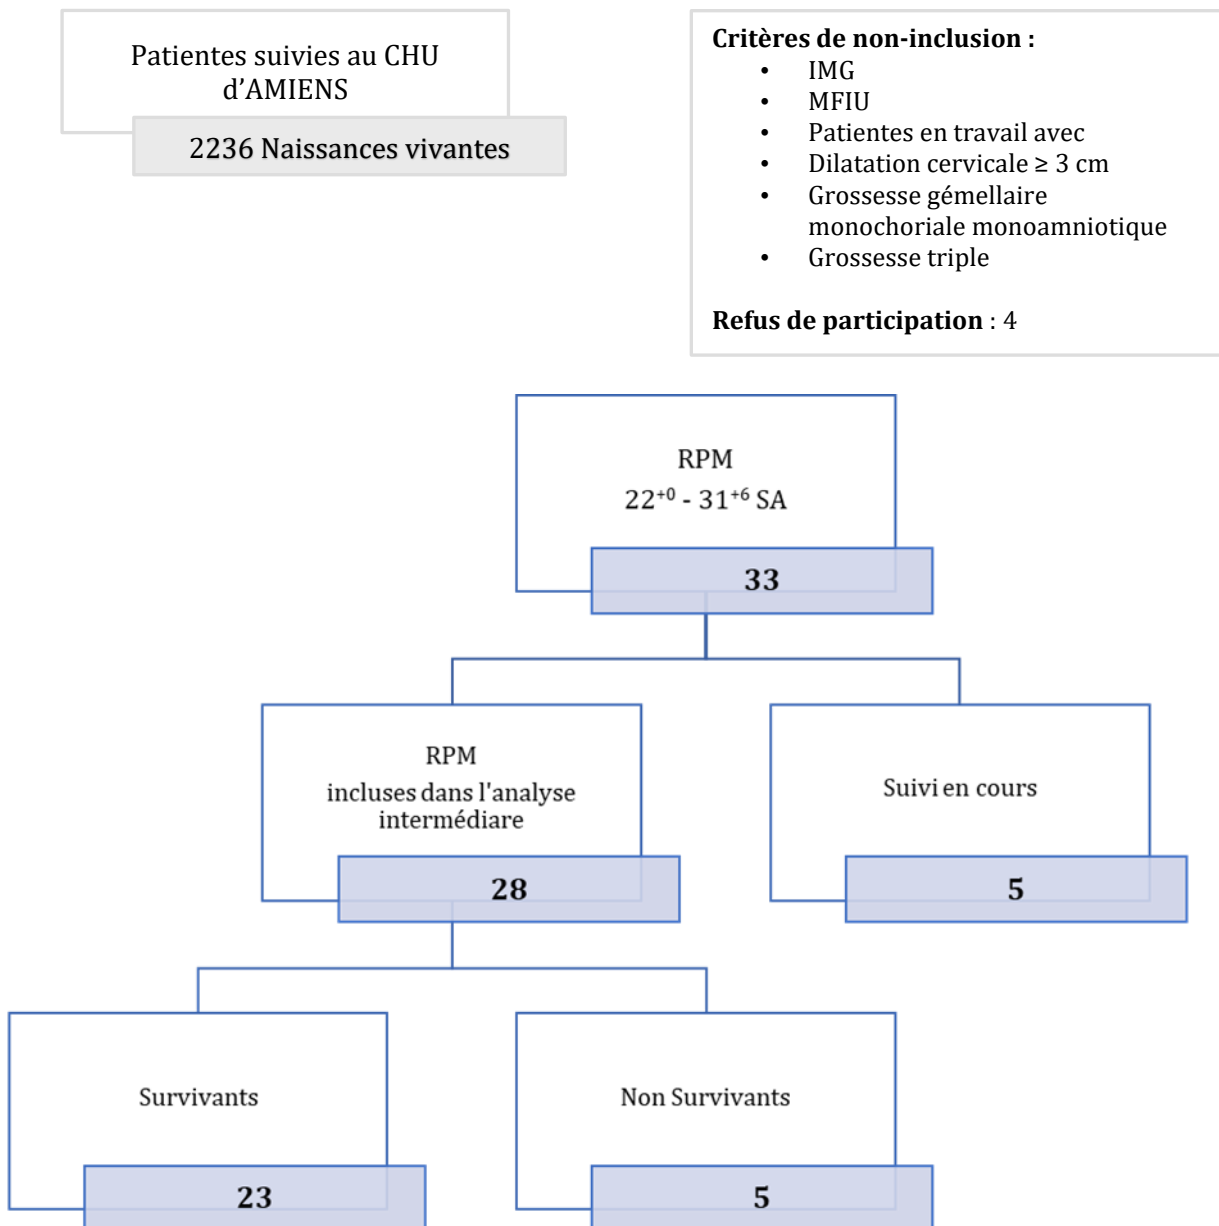 Patientes suivies au CHU
d'AMIENS
2236 Naissances vivantes
Critères de non-inclusion :
• IMG
• MFIU
• Patientes en travail avec
• Dilatation cervicale ≥ 3 cm
• Grossesse gémellaire
monochoriale monoamniotique
• Grossesse triple
Refus de participation : 4
RPM
22⁺⁰ - 31⁺⁶ SA
33
RPM
incluses dans l'analyse
intermédiare
28
Suivi en cours
5
Survivants
23
Non Survivants
5